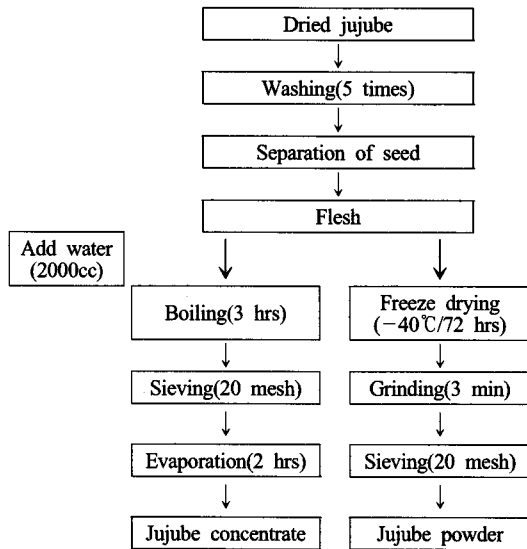 Dried jujube
Washing(5 times)
Separation of seed
Flesh
Add water
(2000cc)
Boiling(3 hrs)
Sieving(20 mesh)
Evaporation(2 hrs)
Jujube concentrate
Freeze drying
(−40℃/72 hrs)
Grinding(3 min)
Sieving(20 mesh)
Jujube powder